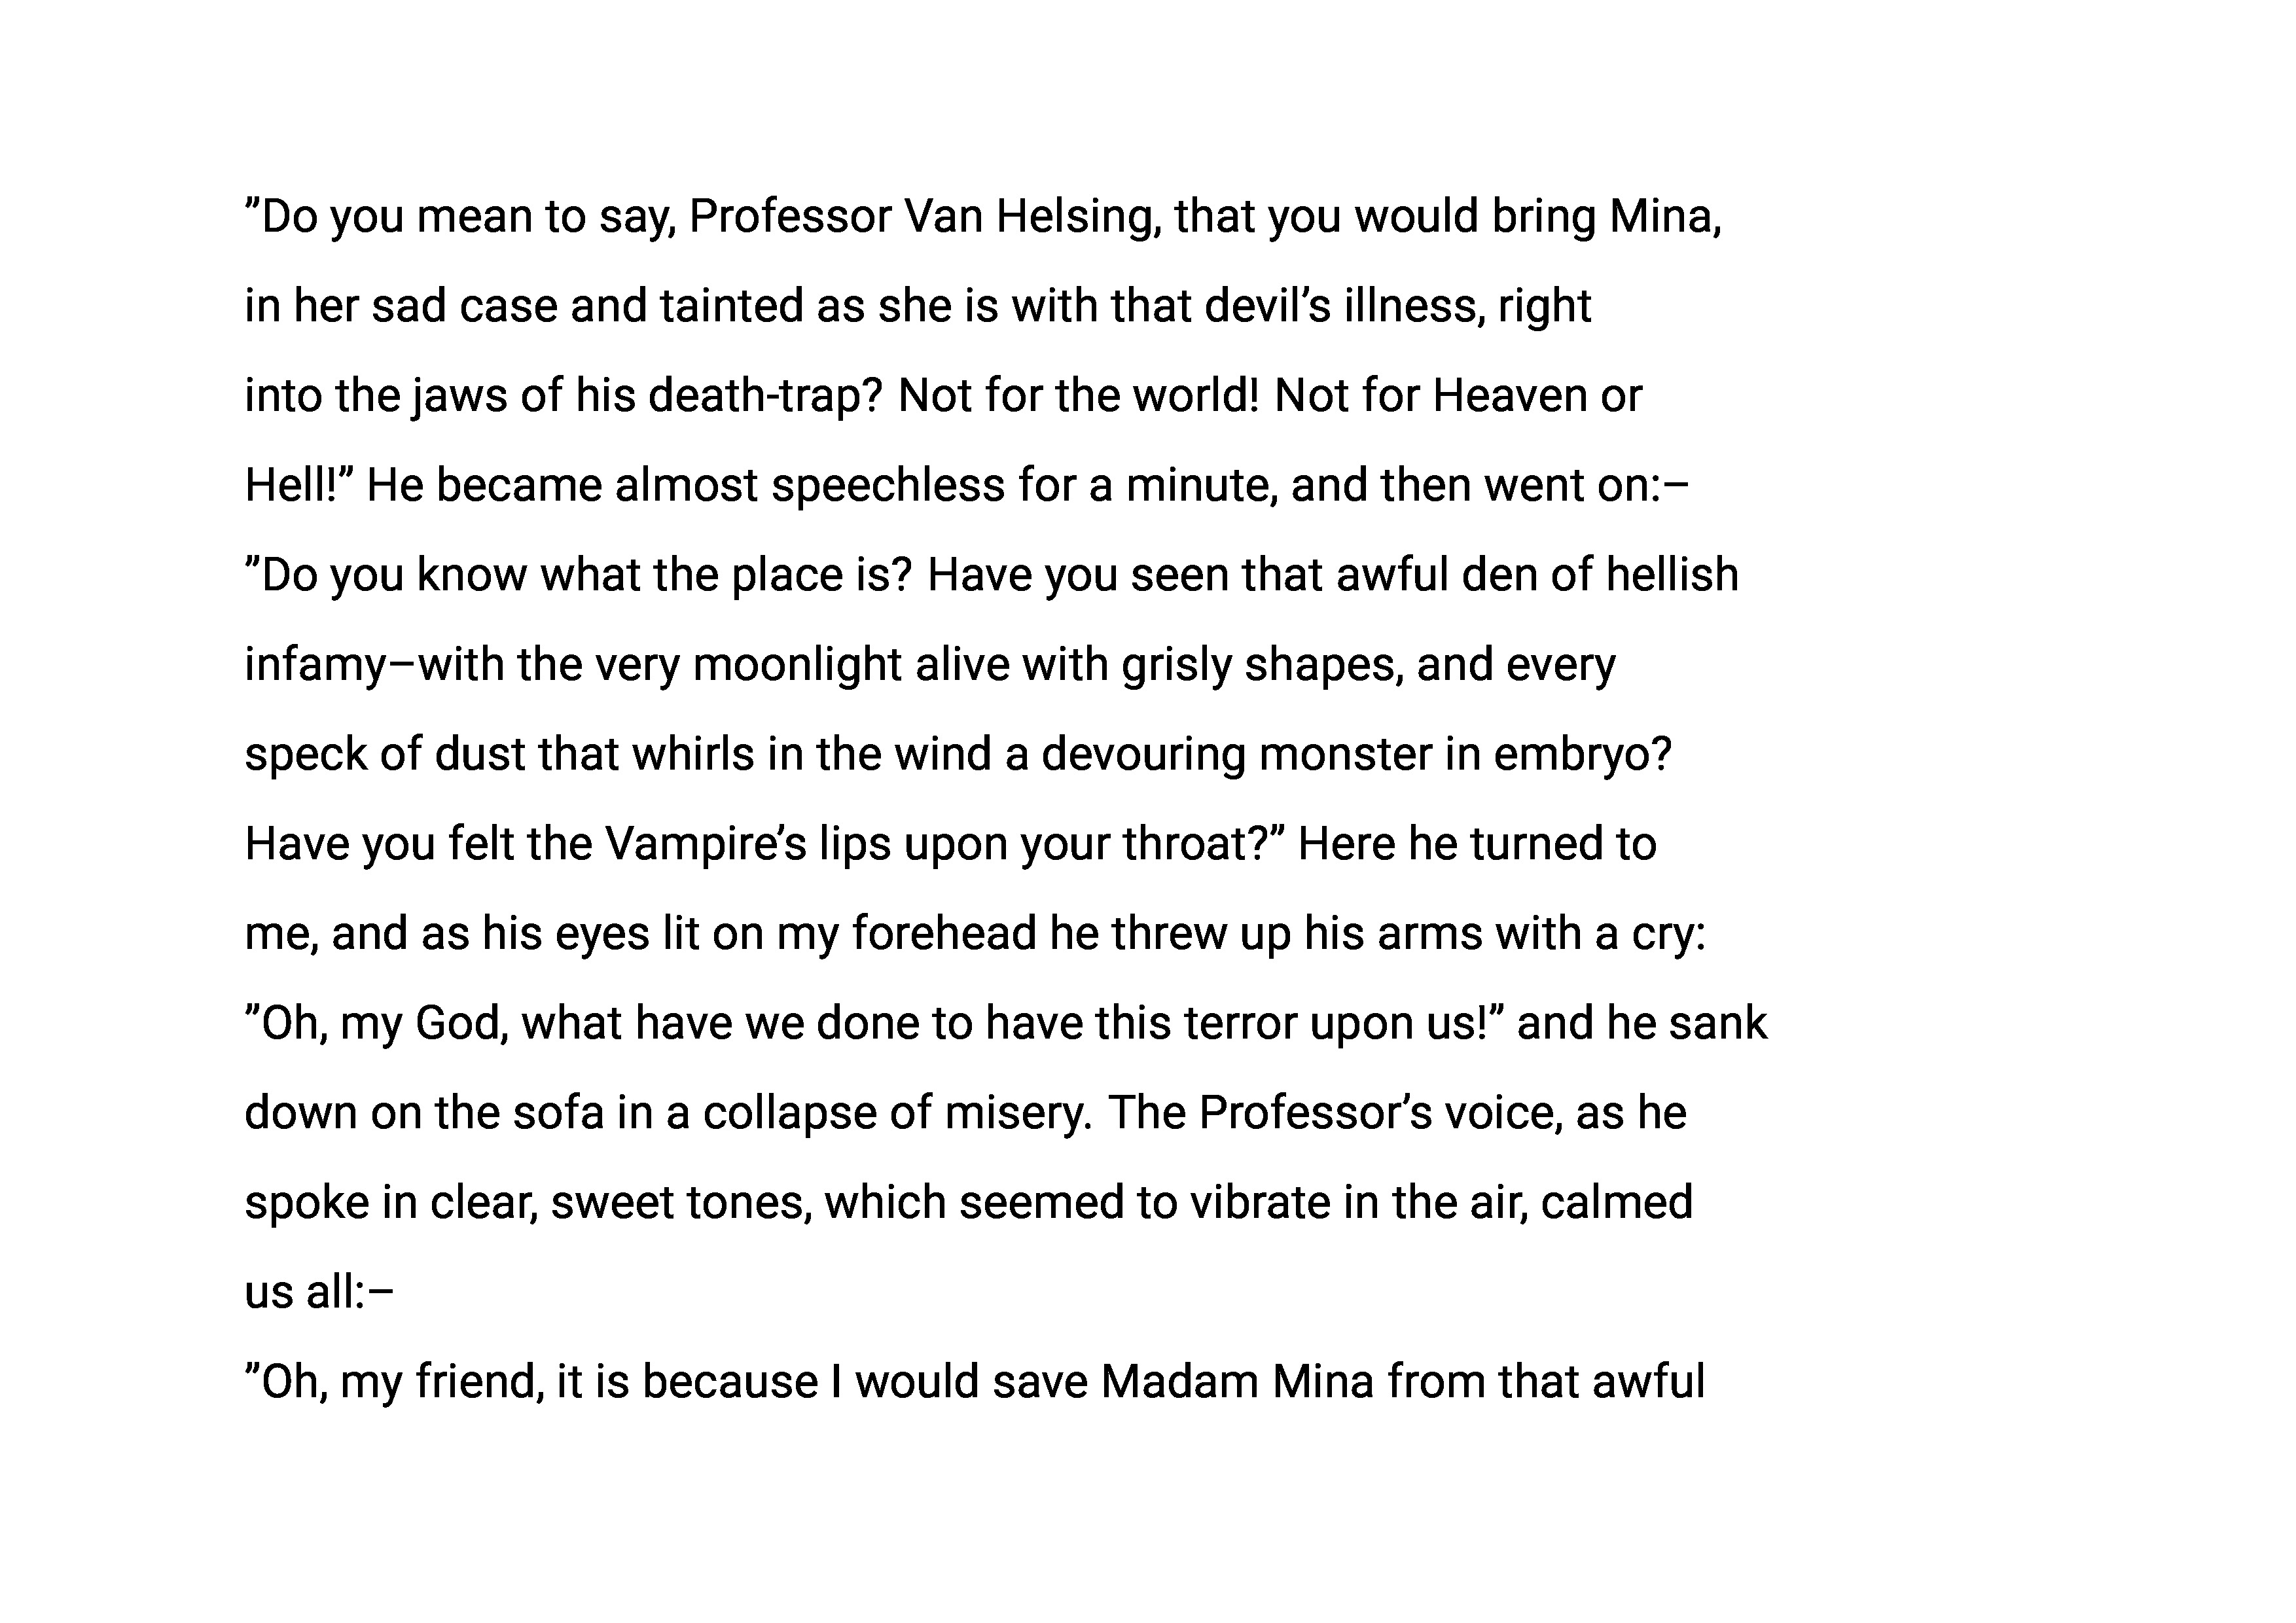 ”Do you mean to say, Professor Van Helsing, that you would bring Mina,
in her sad case and tainted as she is with that devil’s illness, right
into the jaws of his death-trap? Not for the world! Not for Heaven or
Hell!” He became almost speechless for a minute, and then went on:–
”Do you know what the place is? Have you seen that awful den of hellish
infamy–with the very moonlight alive with grisly shapes, and every
speck of dust that whirls in the wind a devouring monster in embryo?
Have you felt the Vampire’s lips upon your throat?” Here he turned to
me, and as his eyes lit on my forehead he threw up his arms with a cry:
”Oh, my God, what have we done to have this terror upon us!” and he sank
down on the sofa in a collapse of misery. The Professor’s voice, as he
spoke in clear, sweet tones, which seemed to vibrate in the air, calmed
us all:–
”Oh, my friend, it is because I would save Madam Mina from that awful